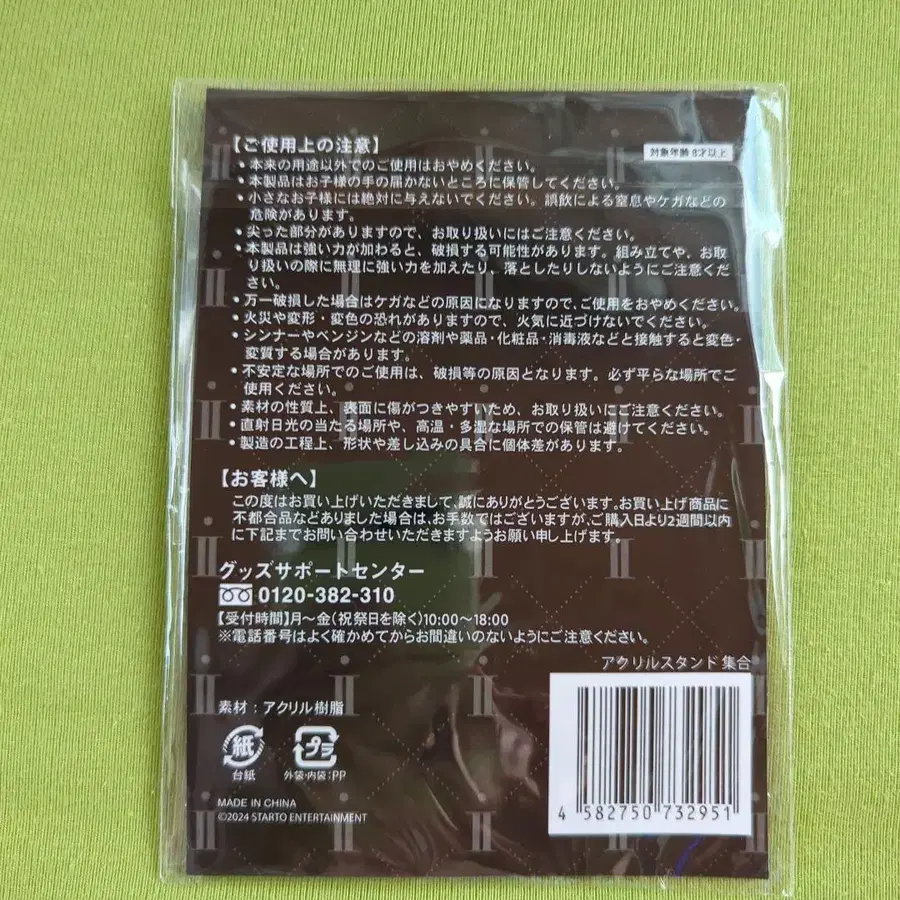 【ご使用上の注意】
対象年齢 8才以上
• 本来の用途以外でのご使用はおやめください。
• 本製品はお子様の手の届かないところに保管してください。
• 小さなお子様には絶対に与えないでください。誤飲による窒息やケガなどの
危険があります。
• 尖った部分がありますので、お取り扱いにはご注意ください。
• 本製品は強い力が加わると、破損する可能性があります。組み立てや、お取
り扱いの際に無理に強い力を加えたり、落としたりしないようにご注意くだ
さい。
• 万一破損した場合はケガなどの原因になりますので、ご使用をおやめください。
• 火災や変形・変色の恐れがありますので、火気に近づけないでください。
• シンナーやベンジンなどの溶剤や薬品・化粧品・消毒液などと接触すると変色・
変質する場合があります。
• 不安定な場所でのご使用は、破損等の原因となります。必ず平らな場所でご
使用ください。
• 素材の性質上、表面に傷がつきやすいため、お取り扱いにご注意ください。
• 直射日光の当たる場所や、高温・多湿な場所での保管は避けてください。
• 製造の工程上、形状や差し込みの具合に個体差があります。
【お客様へ】
この度はお買い上げいただきまして、誠にありがとうございます。お買い上げ商品に
不都合品などありました場合は、お手数ではございますが、ご購入日より2週間以内
に下記までお問い合わせいただきますようお願い申し上げます。
グッズサポートセンター
0120-382-310
【受付時間】月〜金(祝祭日を除く)10:00〜18:00
※電話番号はよく確かめてからお間違いのないようにご注意ください。
アクリルスタンド 集合
素材：アクリル樹脂
紙
プラ
台紙
外袋・内袋:PP
4 582750 732951
MADE IN CHINA
©2024 STARTO ENTERTAINMENT